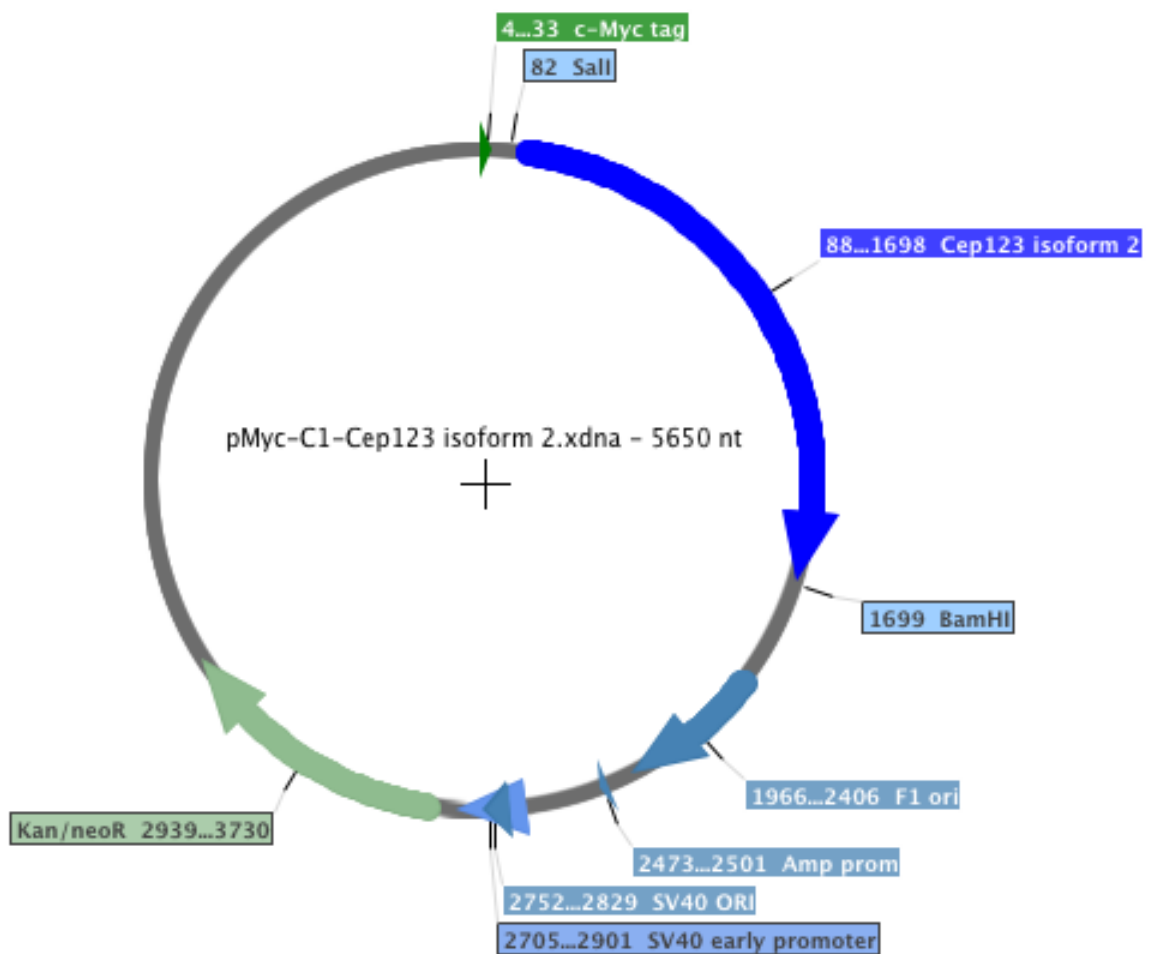 4...33 c-Myc tag
82 SalI
88...1698 Cep123 isoform 2
pMyc-C1-Cep123 isoform 2.xdna - 5650 nt
1699 BamHI
1966...2406 F1 ori
Kan/neoR 2939...3730
2473...2501 Amp prom
2752...2829 SV40 ORI
2705...2901 SV40 early promoter